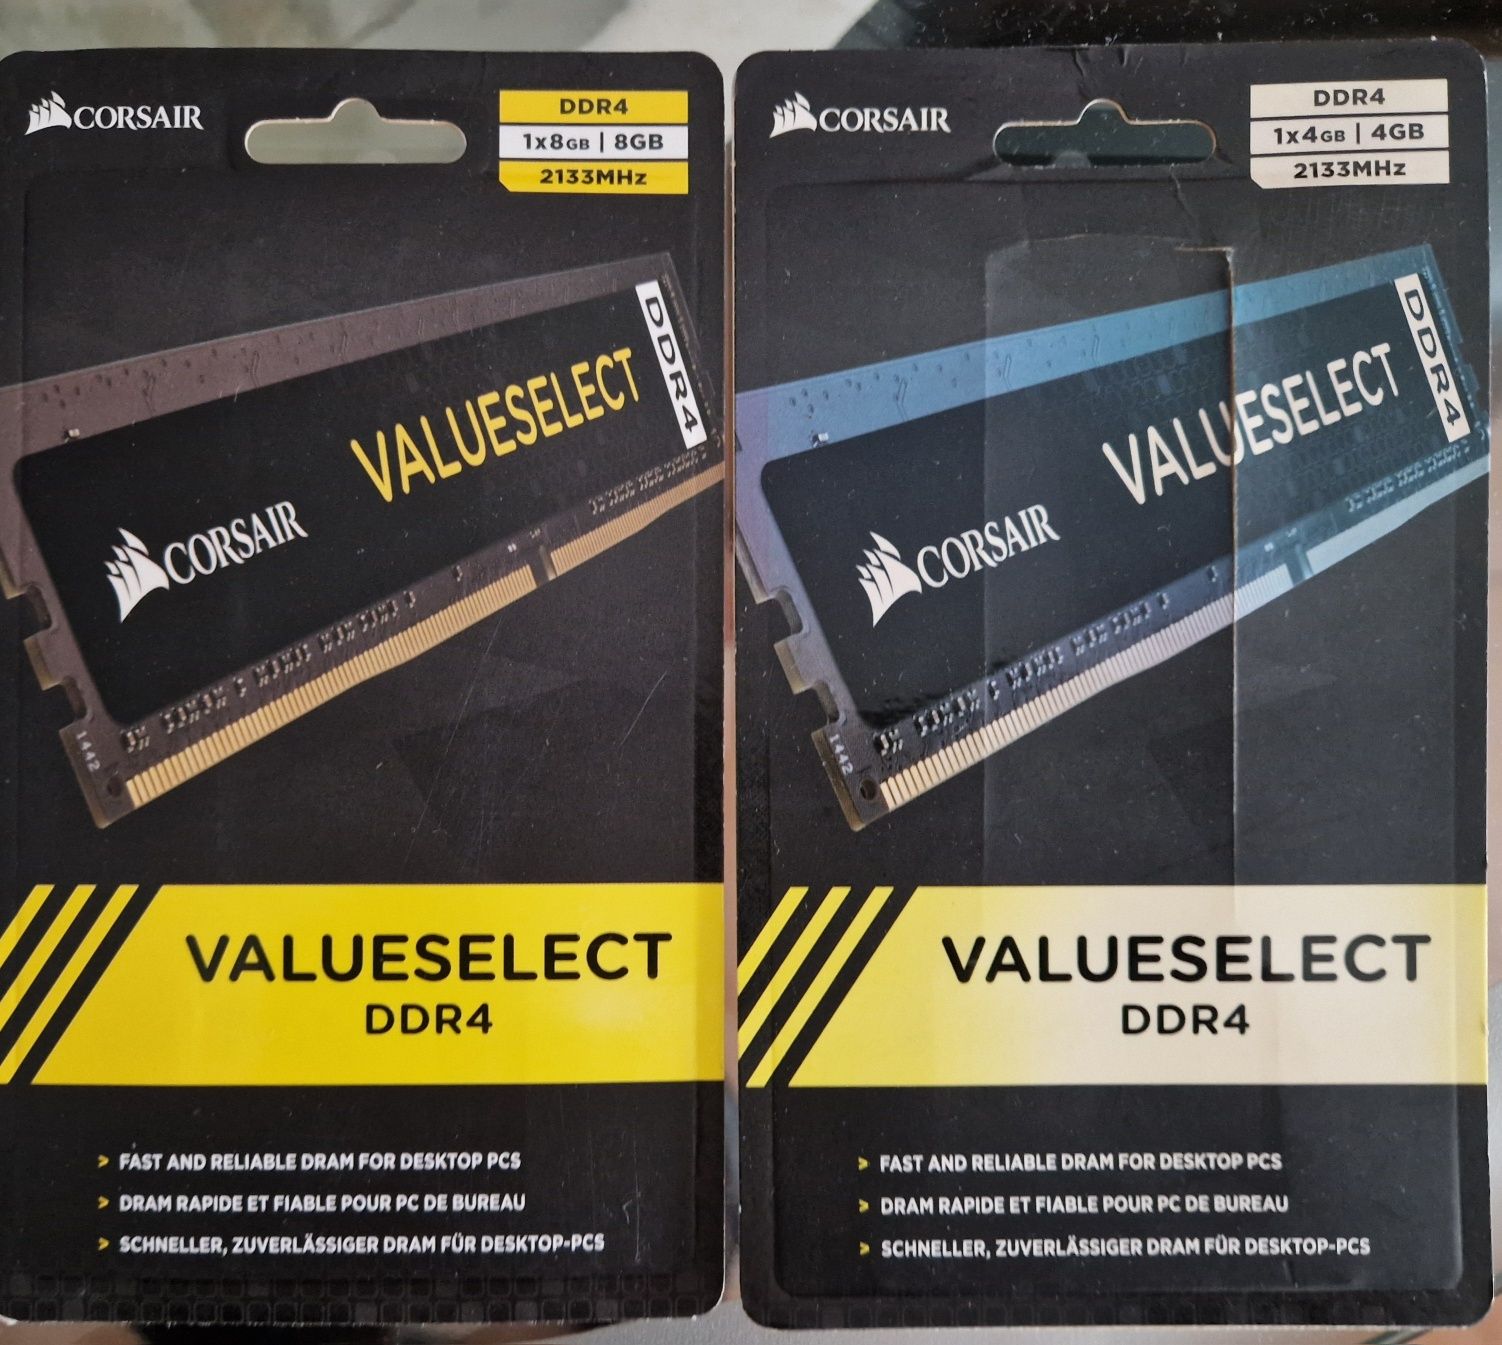 CORSAIR
DDR4
1x8GB | 8GB
2133MHz
DDR4
VALUESELECT
CORSAIR
1442
VALUESELECT
DDR4
> FAST AND RELIABLE DRAM FOR DESKTOP PCS
> DRAM RAPIDE ET FIABLE POUR PC DE BUREAU
> SCHNELLER, ZUVERLÄSSIGER DRAM FÜR DESKTOP-PCS
CORSAIR
DDR4
1x4GB | 4GB
2133MHz
DDR4
VALUESELECT
CORSAIR
1442
VALUESELECT
DDR4
> FAST AND RELIABLE DRAM FOR DESKTOP PCS
> DRAM RAPIDE ET FIABLE POUR PC DE BUREAU
> SCHNELLER, ZUVERLÄSSIGER DRAM FÜR DESKTOP-PCS